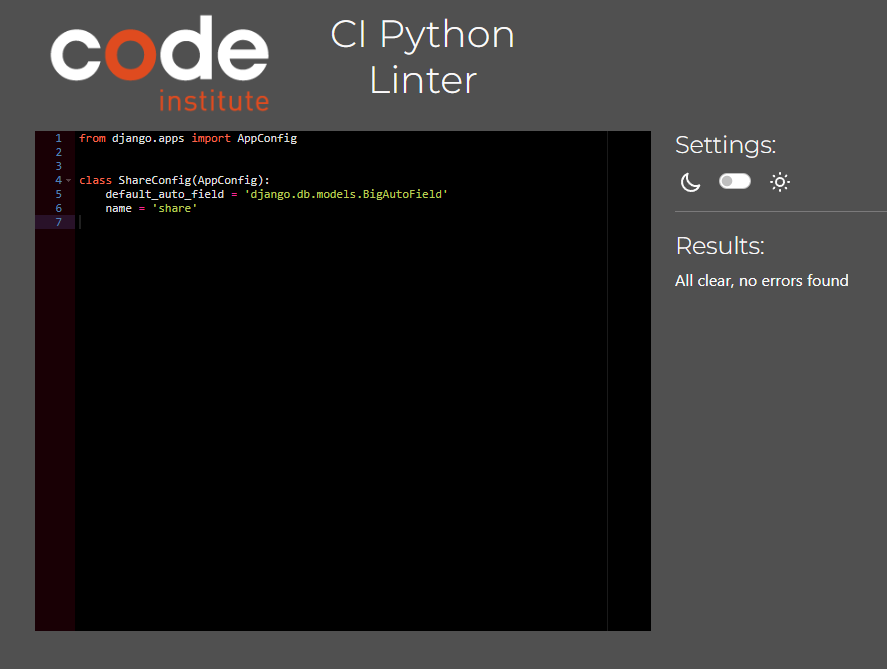 code
institute
CI Python
Linter
1 from django.apps import AppConfig
2
3
4 class ShareConfig(AppConfig):
5     default_auto_field = 'django.db.models.BigAutoField'
6     name = 'share'
7
Settings:
Results:
All clear, no errors found